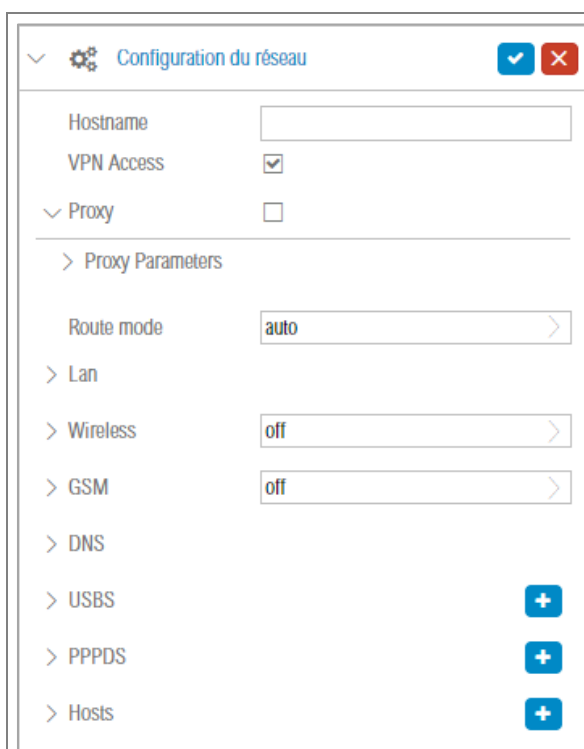 Configuration du réseau
Hostname
VPN Access
Proxy
Proxy Parameters
Route mode auto
Lan
Wireless off
GSM off
DNS
USBS
PPPDS
Hosts